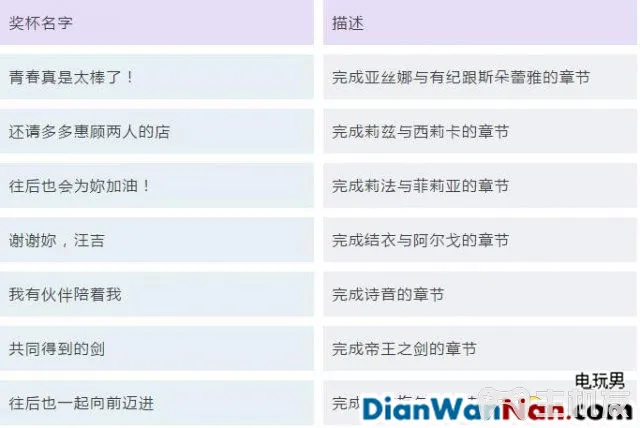 奖杯名字 描述
青春真是太棒了！ 完成亚丝娜与有纪跟斯朵蕾雅的章节
还请多多惠顾两人的店 完成莉兹与西莉卡的章节
往后也会为妳加油！ 完成莉法与菲莉亚的章节
谢谢妳，汪吉 完成结衣与阿尔戈的章节
我有伙伴陪着我 完成诗音的章节
共同得到的剑 完成帝王之剑的章节
往后也一起向前迈进 完成
电玩男
DianWanNan.com